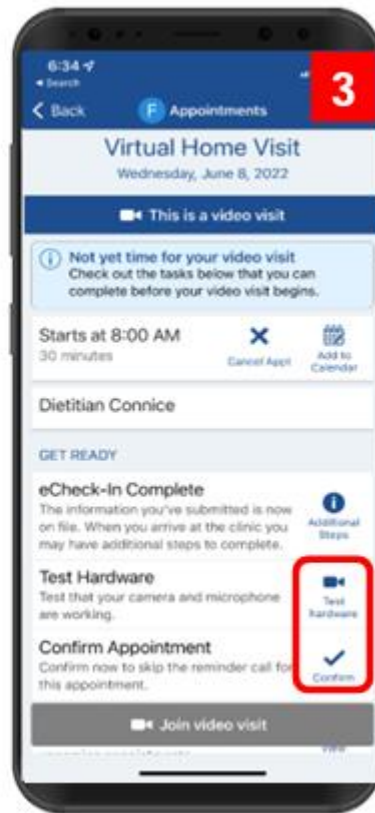 3
6:34
Search
Back
F Appointments
Virtual Home Visit
Wednesday, June 8, 2022
This is a video visit
Not yet time for your video visit
Check out the tasks below that you can
complete before your video visit begins.
Starts at 8:00 AM
30 minutes
Cancel Appt
Add to
Calendar
Dietitian Connice
GET READY
eCheck-In Complete
The information you've submitted is now
on file. When you arrive at the clinic you
may have additional steps to complete.
Additional
Steps
Test Hardware
Test that your camera and microphone
are working.
Test
hardware
Confirm Appointment
Confirm now to skip the reminder call for
this appointment.
Confirm
Join video visit